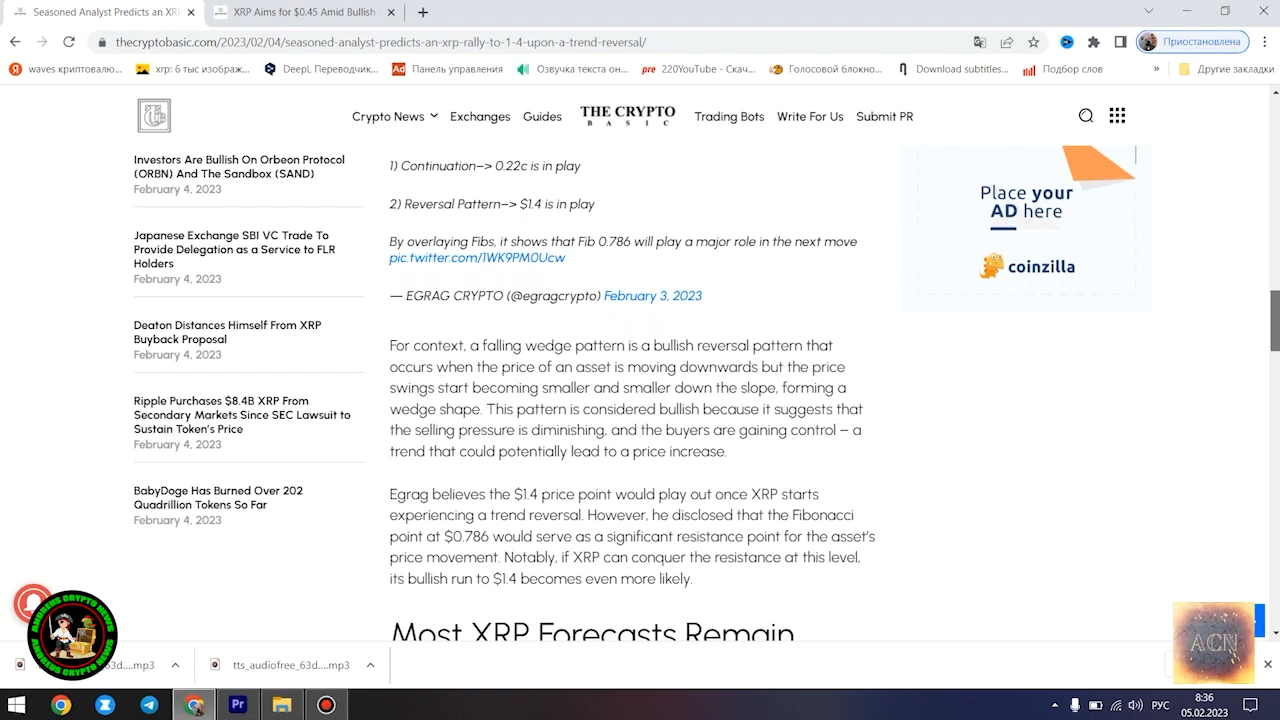 Seasoned Analyst Predicts an XR
XRP Aims for $0.45 Amid Bullish
thecryptobasic.com/2023/02/04/seasoned-analyst-predicts-an-xrp-rally-to-1-4-upon-a-trend-reversal/
Приостановлена
waves криптовалю...
xrp: 6 тыс изображ...
DeepL Переводчик...
Панель управления
Озвучка текста он...
220YouTube - Скач...
Голосовой блокно...
Download subtitles...
Подбор слов
»
Другие закладки
Crypto News
Exchanges
Guides
THE CRYPTO
BASIC
Trading Bots
Write For Us
Submit PR
Investors Are Bullish On Orbeon Protocol
(ORBN) And The Sandbox (SAND)
February 4, 2023
Japanese Exchange SBI VC Trade To
Provide Delegation as a Service to FLR
Holders
February 4, 2023
Deaton Distances Himself From XRP
Buyback Proposal
February 4, 2023
Ripple Purchases $8.4B XRP From
Secondary Markets Since SEC Lawsuit to
Sustain Token's Price
February 4, 2023
BabyDoge Has Burned Over 202
Quadrillion Tokens So Far
February 4, 2023
1) Continuation–> 0.22c is in play
2) Reversal Pattern–> $1.4 is in play
By overlaying Fibs, it shows that Fib 0.786 will play a major role in the next move
pic.twitter.com/1WK9PM0Ucw
— EGRAG CRYPTO (@egragcrypto) February 3, 2023
For context, a falling wedge pattern is a bullish reversal pattern that
occurs when the price of an asset is moving downwards but the price
swings start becoming smaller and smaller down the slope, forming a
wedge shape. This pattern is considered bullish because it suggests that
the selling pressure is diminishing, and the buyers are gaining control – a
trend that could potentially lead to a price increase.
Egrag believes the $1.4 price point would play out once XRP starts
experiencing a trend reversal. However, he disclosed that the Fibonacci
point at $0.786 would serve as a significant resistance point for the asset's
price movement. Notably, if XRP can conquer the resistance at this level,
its bullish run to $1.4 becomes even more likely.
Most XRP Forecasts Remain
Place your
AD here
coinzilla
ANDREUS CRYPTO NEWS
ANDREUS CRYPTO NEWS
ACN
63d....mp3
tts_audiofree_63d....mp3
Pr
РУС
8:36
05.02.2023